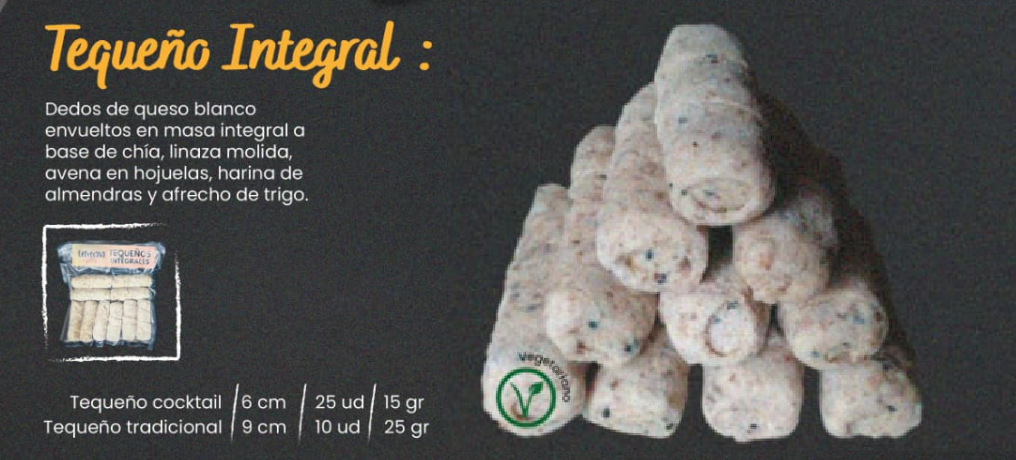 Tequeño Integral :
Dedos de queso blanco
envueltos en masa integral a
base de chía, linaza molida,
avena en hojuelas, harina de
almendras y afrecho de trigo.
TEQUEÑOS
INTEGRALES
Vegetariano
Tequeño cocktail 6 cm 25 ud 15 gr
Tequeño tradicional 9 cm 10 ud 25 gr